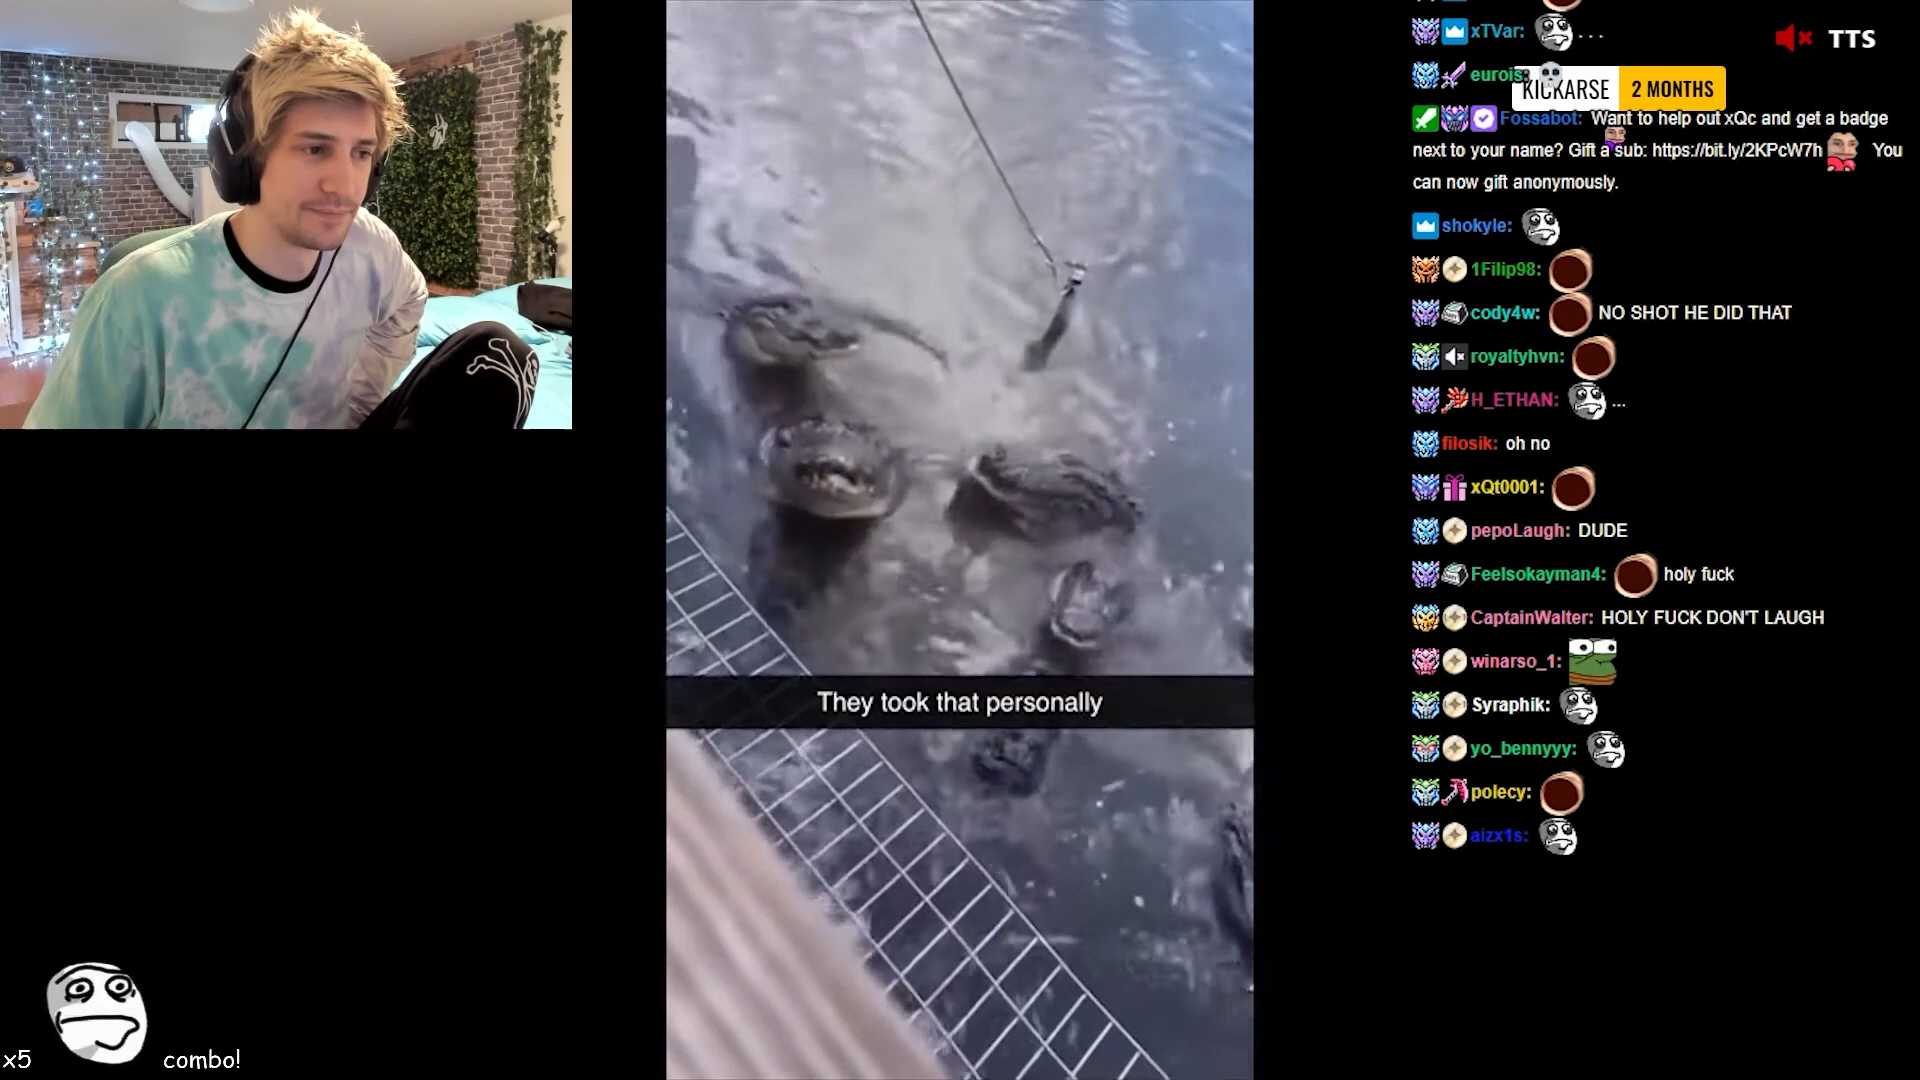 xTVar: ...
TTS
eurois:
KICKARSE 2 MONTHS
Fossabot: Want to help out xQc and get a badge
next to your name? Gift a sub: https://bit.ly/2KPcW7h You
can now gift anonymously.
shokyle:
1Filip98:
cody4w: NO SHOT HE DID THAT
royaltyhvn:
H_ETHAN: ...
filosik: oh no
xQt0001:
pepoLaugh: DUDE
Feelsokayman4: holy fuck
CaptainWalter: HOLY FUCK DON'T LAUGH
winarso_1:
They took that personally
Syraphik:
yo_bennyyy:
polecy:
aizx1s:
x5 combo!